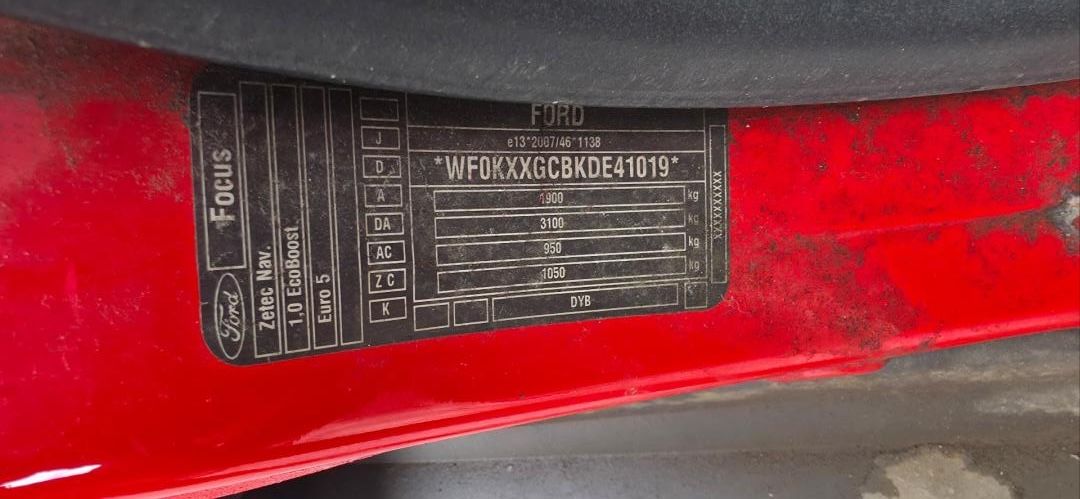 Ford
Focus
Zetec Nav.
1,0 EcoBoost
Euro 5
J
D
A
DA
AC
Z C
K
FORD
e13*2007/46*1138
*WF0KXXGCBKDE41019*
1900 kg
3100 kg
950 kg
1050 kg
DYB
XXXXXXXXXX